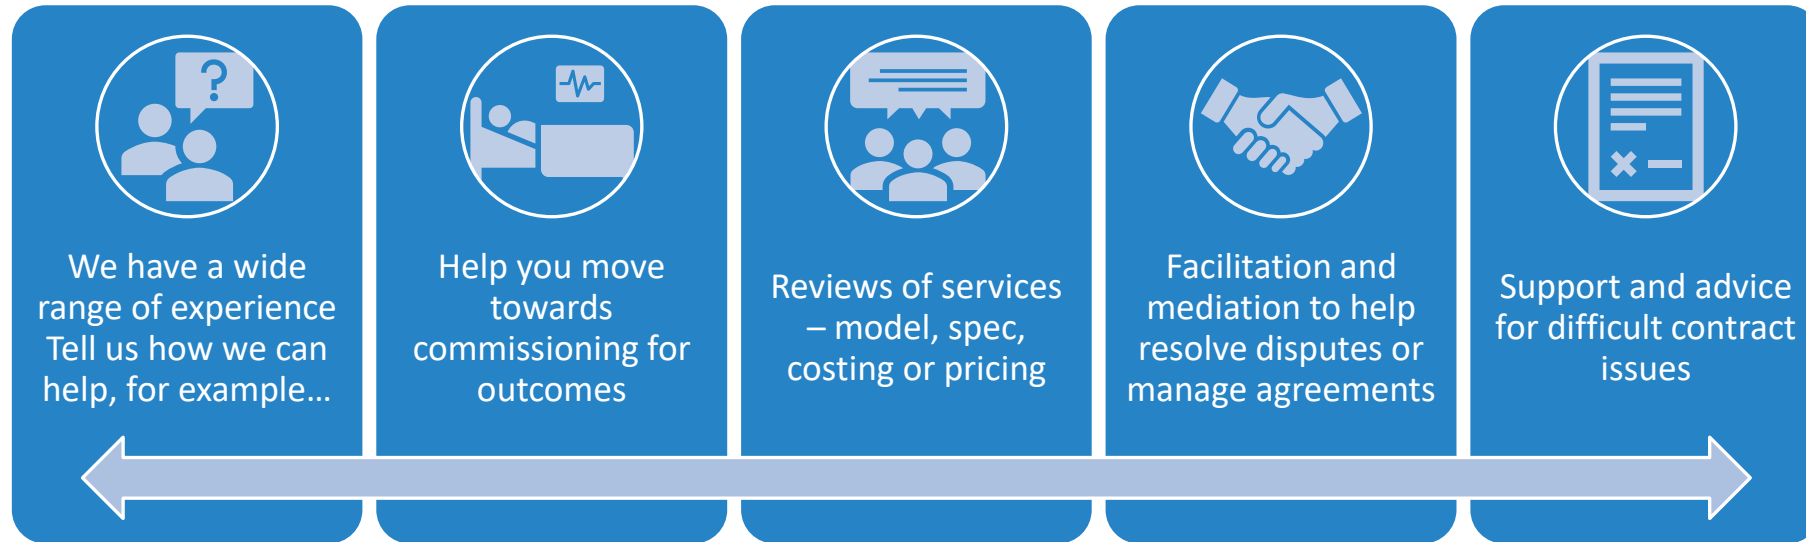 ?
We have a wide
range of experience
Tell us how we can
help, for example…
Help you move
towards
commissioning for
outcomes
Reviews of services
– model, spec,
costing or pricing
Facilitation and
mediation to help
resolve disputes or
manage agreements
Support and advice
for difficult contract
issues